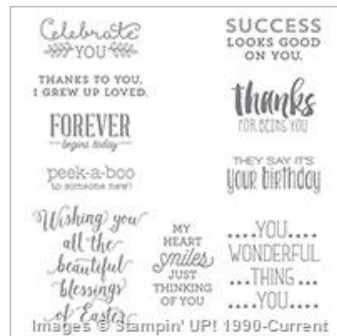 Celebrate
YOU
THANKS TO YOU,
I GREW UP LOVED.
FOREVER
begins today
peek-a-boo
to someone new!
Wishing you
all the
beautiful
blessings
of Easter
MY
HEART
smiles
JUST
THINKING
OF YOU
SUCCESS
LOOKS GOOD
ON YOU.
thanks
FOR BEING YOU
THEY SAY IT'S
your birthday
....YOU....
WONDERFUL
...THING...
....YOU....
Images © Stampin' UP! 1990-Current